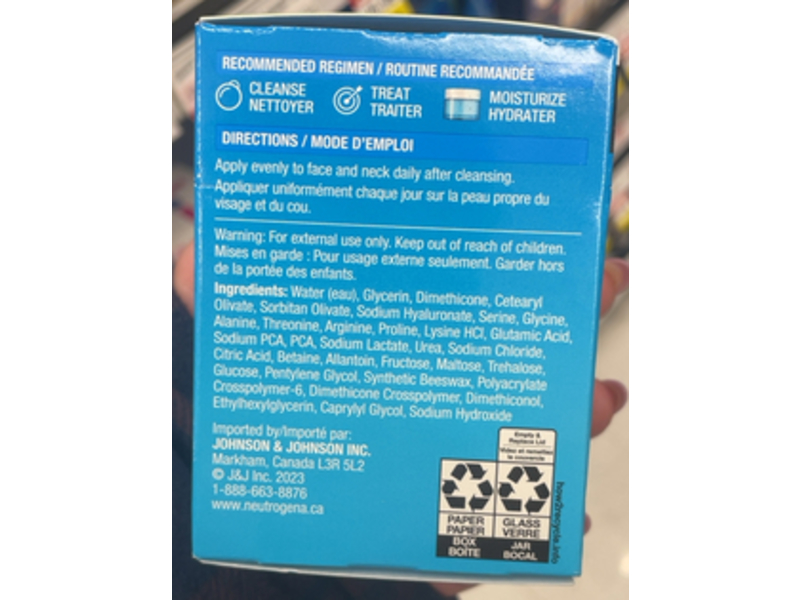 RECOMMENDED REGIMEN / ROUTINE RECOMMANDÉE
CLEANSE
NETTOYER
TREAT
TRAITER
MOISTURIZE
HYDRATER
DIRECTIONS / MODE D'EMPLOI
Apply evenly to face and neck daily after cleansing.
Appliquer uniformément chaque jour sur la peau propre du
visage et du cou.
Warning: For external use only. Keep out of reach of children.
Mises en garde : Pour usage externe seulement. Garder hors
de la portée des enfants.
Ingredients: Water (eau), Glycerin, Dimethicone, Cetearyl
Olivate, Sorbitan Olivate, Sodium Hyaluronate, Serine, Glycine,
Alanine, Threonine, Arginine, Proline, Lysine HCl, Glutamic Acid,
Sodium PCA, PCA, Sodium Lactate, Urea, Sodium Chloride,
Citric Acid, Betaine, Allantoin, Fructose, Maltose, Trehalose,
Glucose, Pentylene Glycol, Synthetic Beeswax, Polyacrylate
Crosspolymer-6, Dimethicone Crosspolymer, Dimethiconol,
Ethylhexylglycerin, Caprylyl Glycol, Sodium Hydroxide
Imported by/Importé par:
JOHNSON & JOHNSON INC.
Markham, Canada L3R 5L2
© J&J Inc. 2023
1-888-663-8876
www.neutrogena.ca
Empty &
Replace Lid
Videz et remettez
le couvercle
PAPER
PAPIER
BOX
BOÎTE
GLASS
VERRE
JAR
BOCAL
how2recycle.info